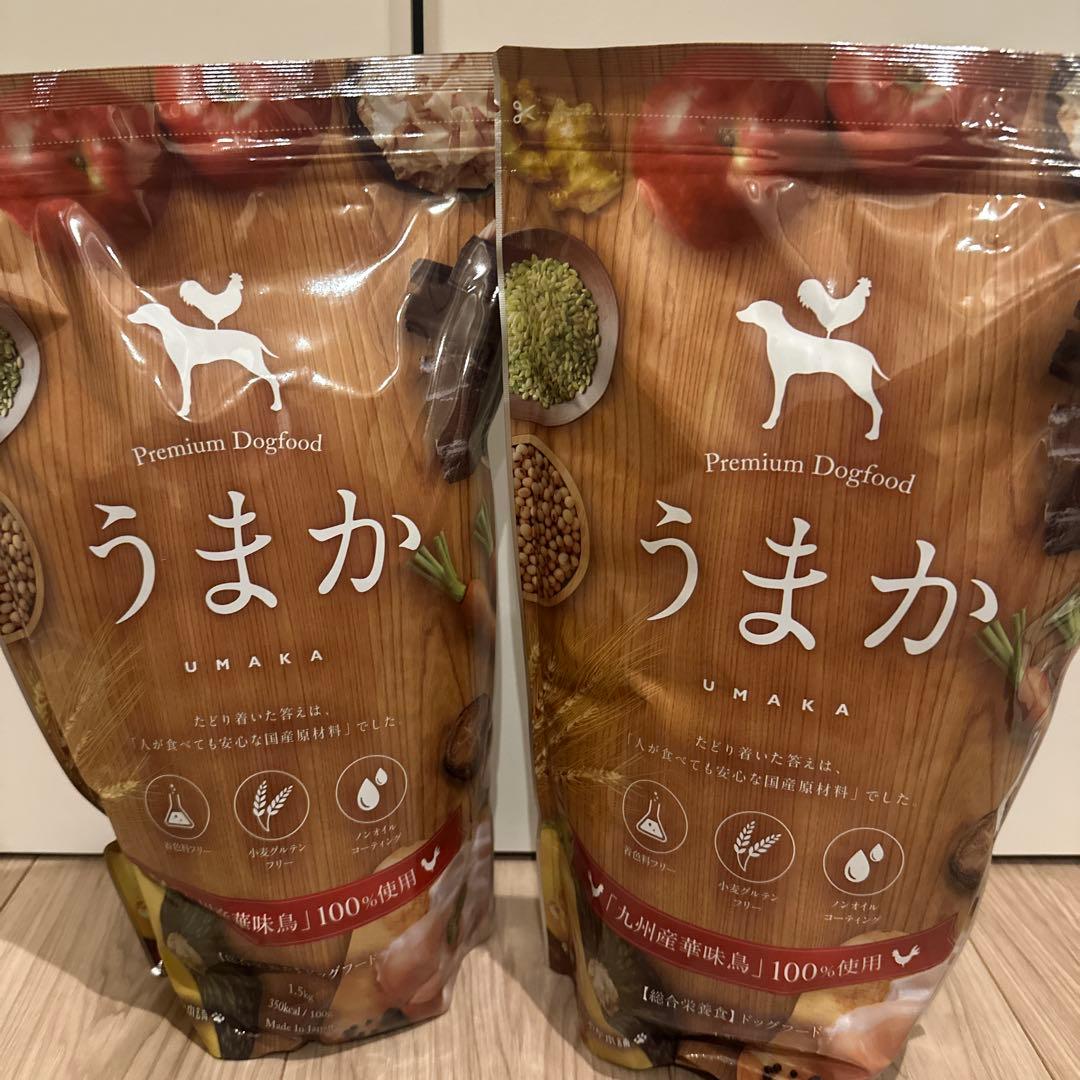 Premium Dogfood
うまか
UMAKA
たどり着いた答えは、
「人が食べても安心な国産原材料」でした。
着色料フリー
小麦グルテン
フリー
ノンオイル
コーティング
華味鳥」100%使用
ドッグフード
1.5kg
350kcal / 100g
Made In Japan
Premium Dogfood
うまか
UMAKA
たどり着いた答えは、
「人が食べても安心な国産原材料」でした。
着色料フリー
小麦グルテン
フリー
ノンオイル
コーティング
「九州産華味鳥」100%使用
【総合栄養食】ドッグフード